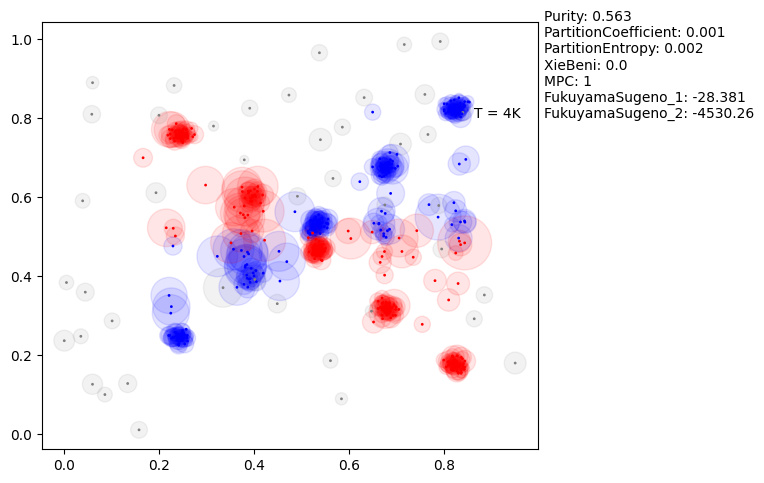 Purity: 0.563
PartitionCoefficient: 0.001
PartitionEntropy: 0.002
XieBeni: 0.0
MPC: 1
FukuyamaSugeno_1: -28.381
FukuyamaSugeno_2: -4530.26
T = 4K
1.0
0.8
0.6
0.4
0.2
0.0
0.0 0.2 0.4 0.6 0.8